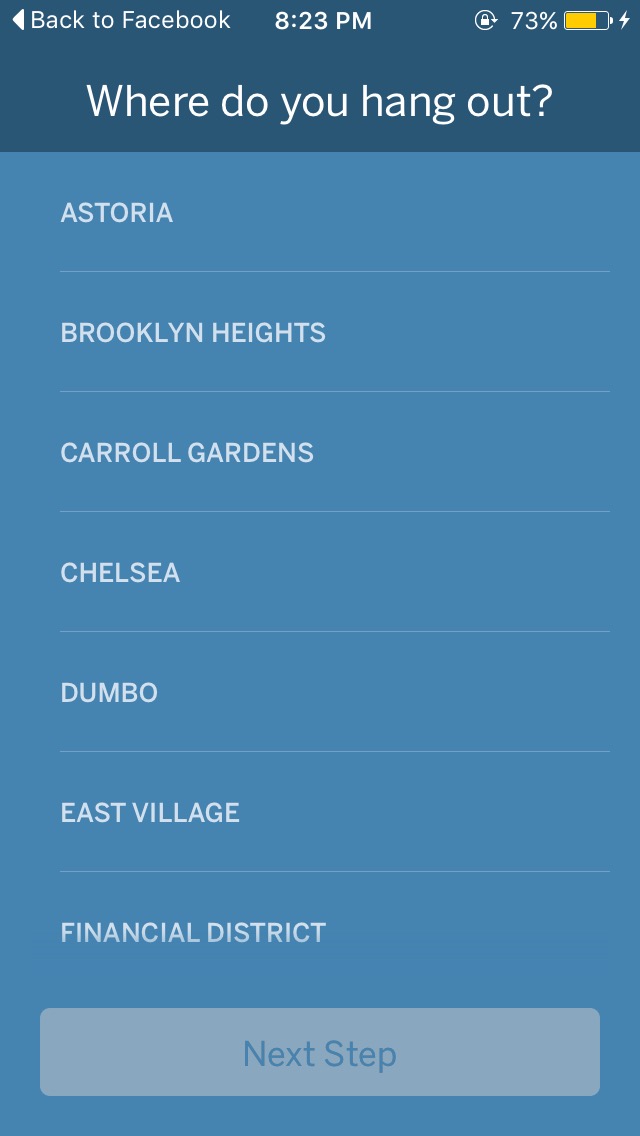 Back to Facebook 8:23 PM 73%
Where do you hang out?
ASTORIA
BROOKLYN HEIGHTS
CARROLL GARDENS
CHELSEA
DUMBO
EAST VILLAGE
FINANCIAL DISTRICT
Next Step